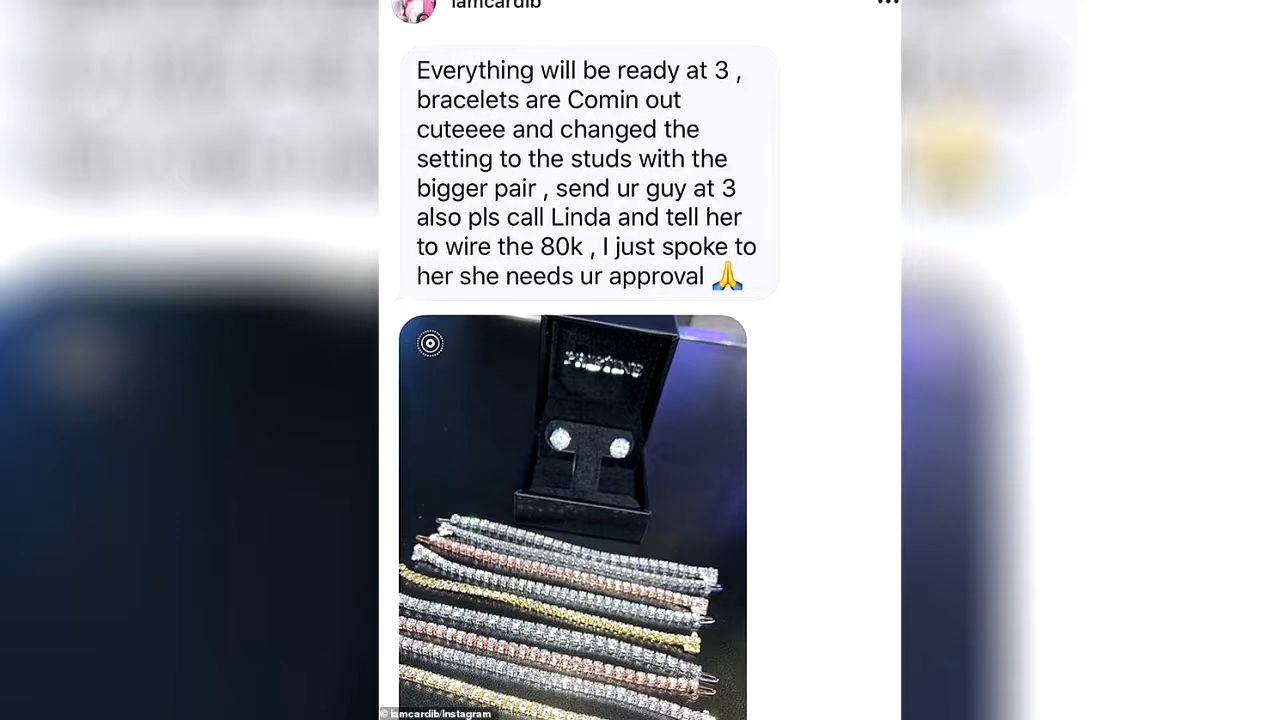 iamcardib
Everything will be ready at 3 ,
bracelets are Comin out
cuteeee and changed the
setting to the studs with the
bigger pair , send ur guy at 3
also pls call Linda and tell her
to wire the 80k , I just spoke to
her she needs ur approval 🙏
© iamcardib/Instagram